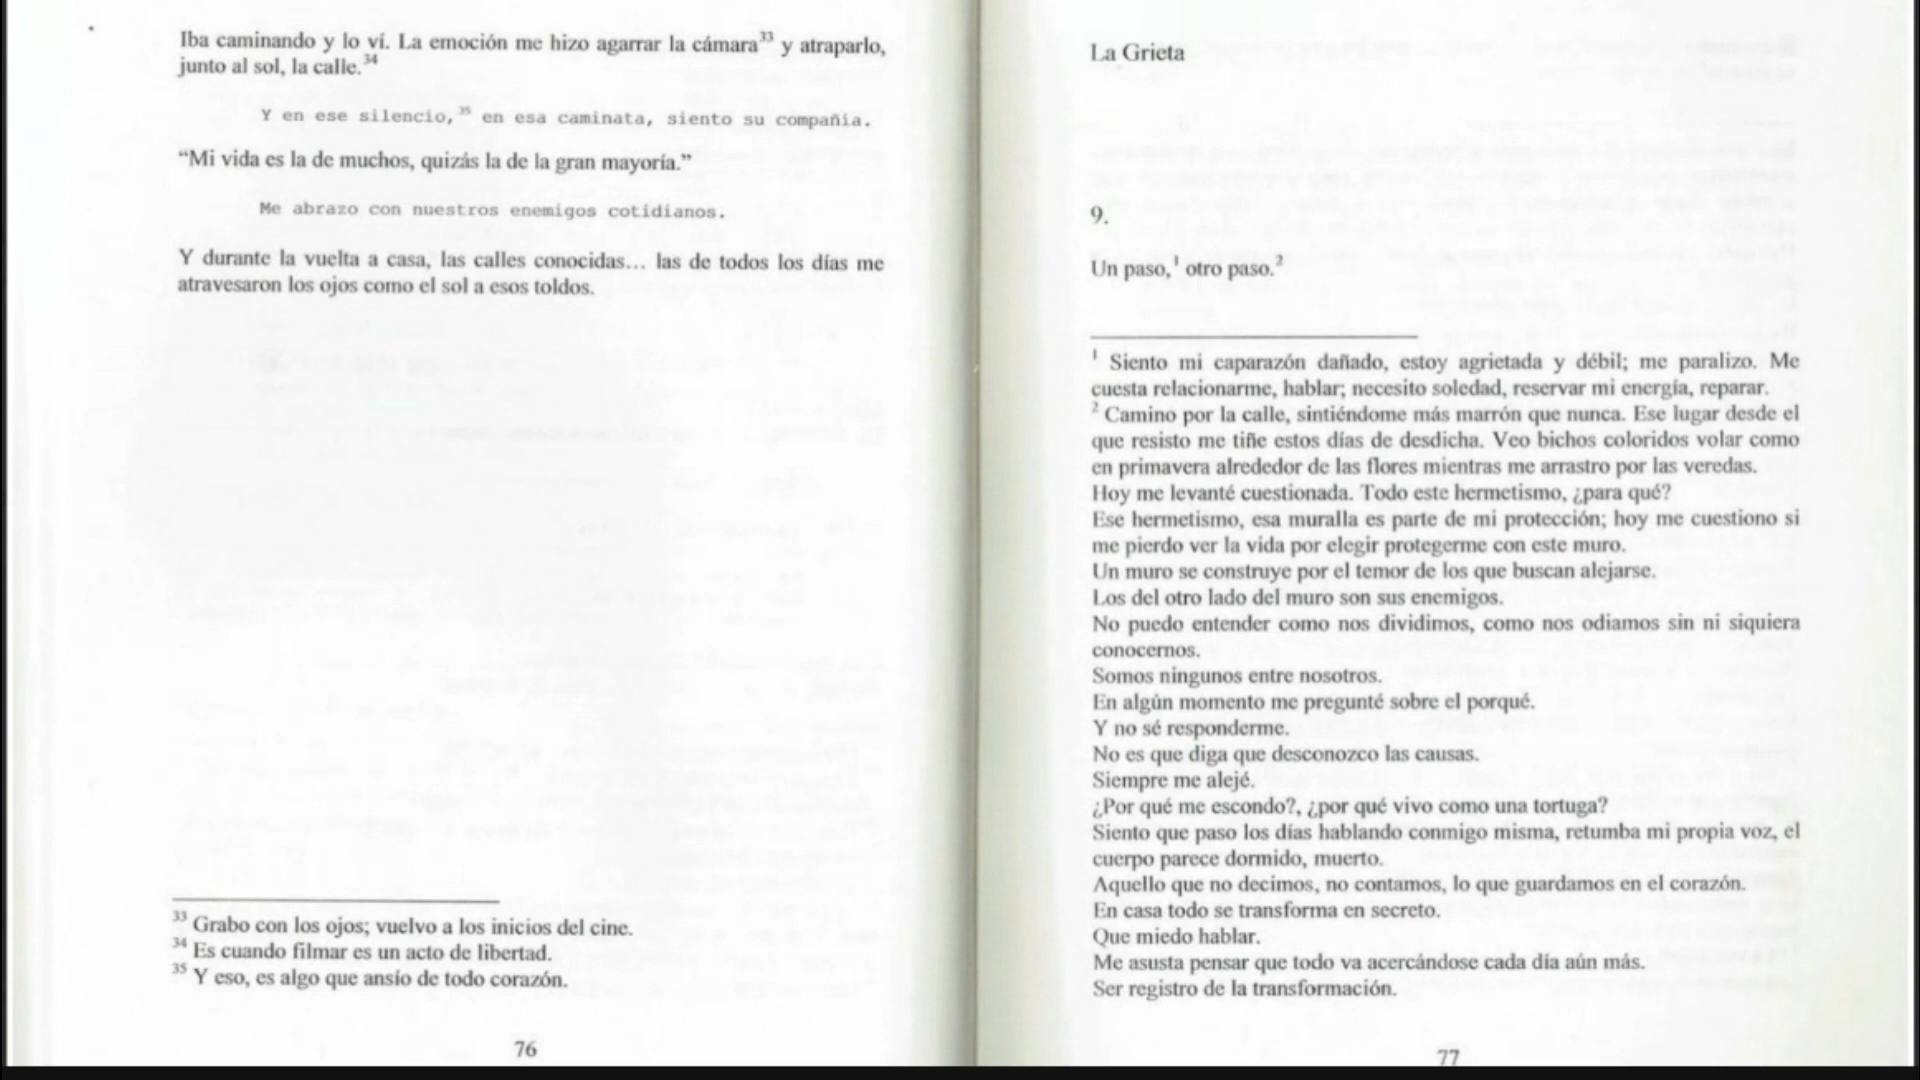 Iba caminando y lo ví. La emoción me hizo agarrar la cámara³³ y atraparlo,
junto al sol, la calle.³⁴
Y en ese silencio,³⁵ en esa caminata, siento su compañia.
“Mi vida es la de muchos, quizás la de la gran mayoría.”
Me abrazo con nuestros enemigos cotidianos.
Y durante la vuelta a casa, las calles conocidas… las de todos los días me
atravesaron los ojos como el sol a esos toldos.
³³ Grabo con los ojos; vuelvo a los inicios del cine.
³⁴ Es cuando filmar es un acto de libertad.
³⁵ Y eso, es algo que ansío de todo corazón.
76
La Grieta
9.
Un paso,¹ otro paso.²
¹ Siento mi caparazón dañado, estoy agrietada y débil; me paralizo. Me
cuesta relacionarme, hablar; necesito soledad, reservar mi energía, reparar.
² Camino por la calle, sintiéndome más marrón que nunca. Ese lugar desde el
que resisto me tiñe estos días de desdicha. Veo bichos coloridos volar como
en primavera alrededor de las flores mientras me arrastro por las veredas.
Hoy me levanté cuestionada. Todo este hermetismo, ¿para qué?
Ese hermetismo, esa muralla es parte de mi protección; hoy me cuestiono si
me pierdo ver la vida por elegir protegerme con este muro.
Un muro se construye por el temor de los que buscan alejarse.
Los del otro lado del muro son sus enemigos.
No puedo entender como nos dividimos, como nos odiamos sin ni siquiera
conocernos.
Somos ningunos entre nosotros.
En algún momento me pregunté sobre el porqué.
Y no sé responderme.
No es que diga que desconozco las causas.
Siempre me alejé.
¿Por qué me escondo?, ¿por qué vivo como una tortuga?
Siento que paso los días hablando conmigo misma, retumba mi propia voz, el
cuerpo parece dormido, muerto.
Aquello que no decimos, no contamos, lo que guardamos en el corazón.
En casa todo se transforma en secreto.
Que miedo hablar.
Me asusta pensar que todo va acercándose cada día aún más.
Ser registro de la transformación.
77